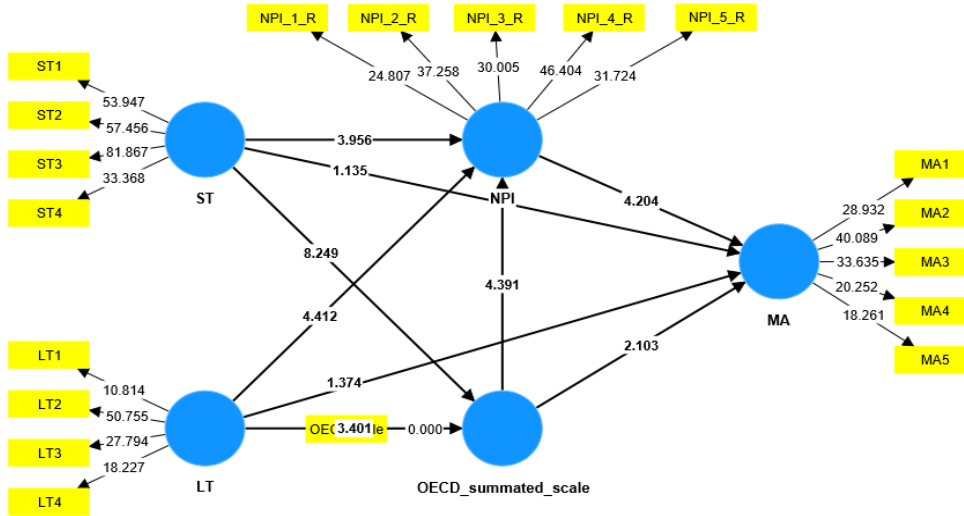 NPI_1_R
NPI_2_R
NPI_3_R
NPI_4_R
NPI_5_R
24.807
37.258
30.005
46.404
31.724
ST1
ST2
ST3
ST4
53.947
57.456
81.867
33.368
ST
3.956
1.135
NPI
4.204
8.249
4.412
4.391
1.374
2.103
MA
28.932
40.089
33.635
20.252
18.261
MA1
MA2
MA3
MA4
MA5
LT1
LT2
LT3
LT4
10.814
50.755
27.794
18.227
LT
3.401
0.000
OECD_summated_scale